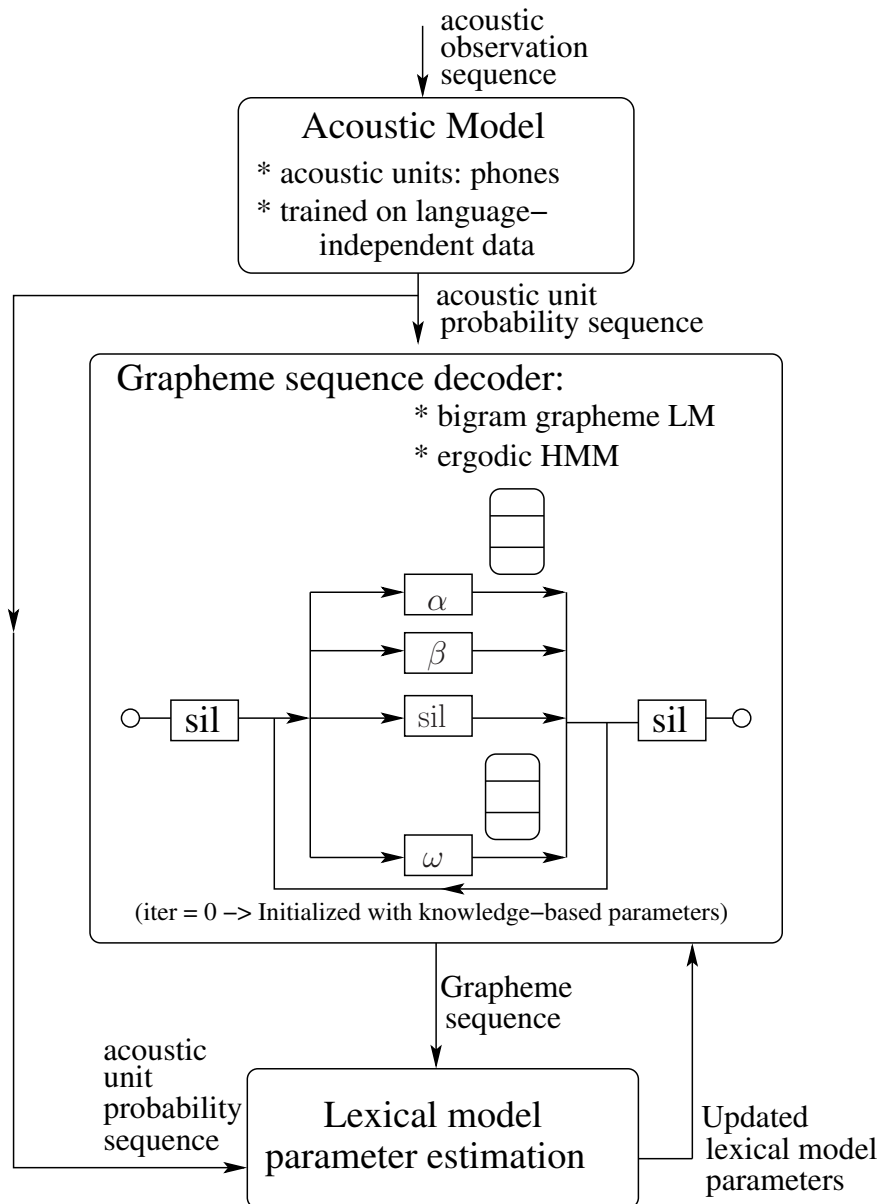 acoustic
observation
sequence
Acoustic Model
* acoustic units: phones
* trained on language−
independent data
acoustic unit
probability sequence
Grapheme sequence decoder:
* bigram grapheme LM
* ergodic HMM
α
β
sil
sil
sil
ω
(iter = 0 −> Initialized with knowledge−based parameters)
Grapheme
sequence
acoustic
unit
probability
sequence
Lexical model
parameter estimation
Updated
lexical model
parameters